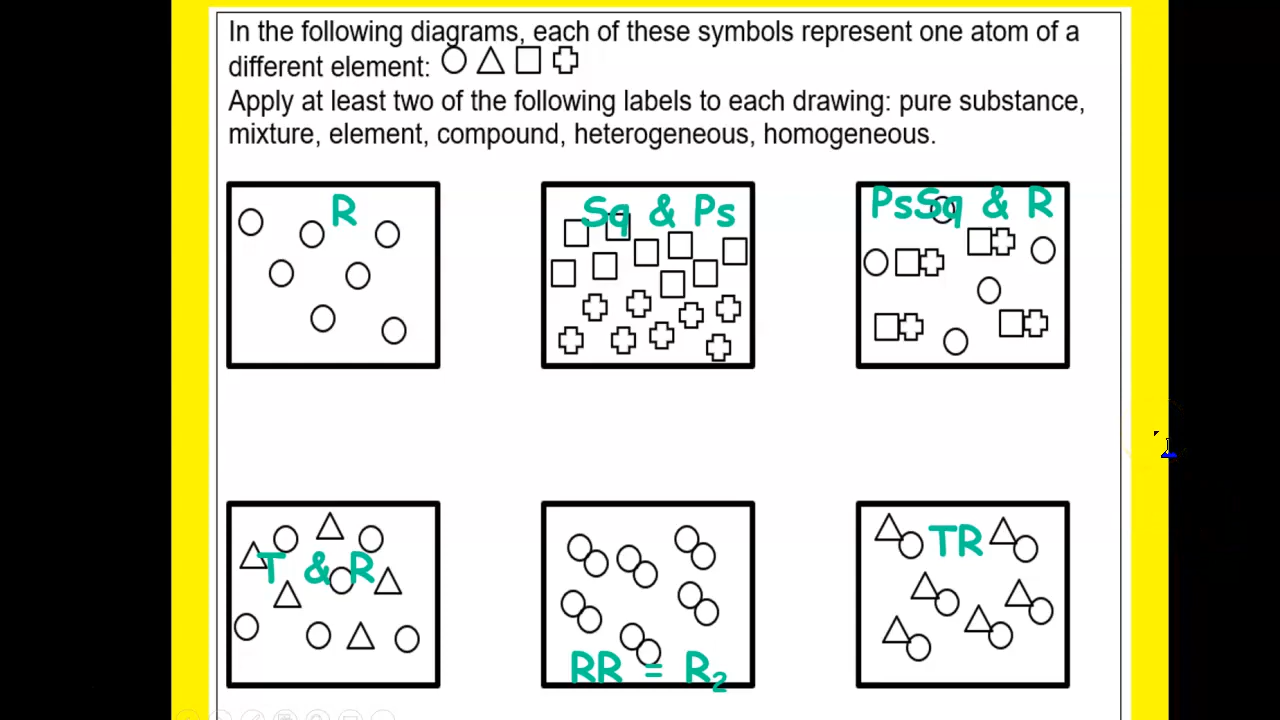 In the following diagrams, each of these symbols represent one atom of a
different element:
Apply at least two of the following labels to each drawing: pure substance,
mixture, element, compound, heterogeneous, homogeneous.
R
Sq & Ps
PsSq & R
T & R
RR = R₂
TR